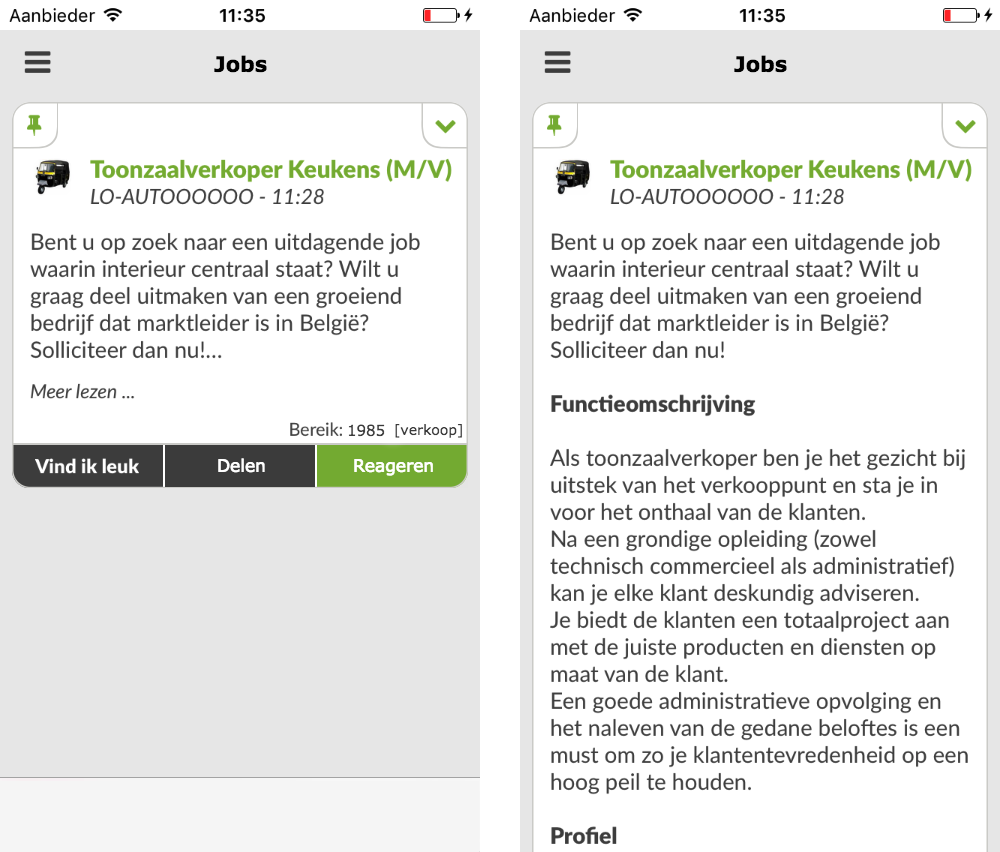 Aanbieder 11:35
Jobs
Toonzaalverkoper Keukens (M/V)
LO-AUTOOOOOO - 11:28
Bent u op zoek naar een uitdagende job
waarin interieur centraal staat? Wilt u
graag deel uitmaken van een groeiend
bedrijf dat marktleider is in België?
Solliciteer dan nu!...
Meer lezen ...
Bereik: 1985 [verkoop]
Vind ik leuk Delen Reageren
Aanbieder 11:35
Jobs
Toonzaalverkoper Keukens (M/V)
LO-AUTOOOOOO - 11:28
Bent u op zoek naar een uitdagende job
waarin interieur centraal staat? Wilt u
graag deel uitmaken van een groeiend
bedrijf dat marktleider is in België?
Solliciteer dan nu!
Functieomschrijving
Als toonzaalverkoper ben je het gezicht bij
uitstek van het verkooppunt en sta je in
voor het onthaal van de klanten.
Na een grondige opleiding (zowel
technisch commercieel als administratief)
kan je elke klant deskundig adviseren.
Je biedt de klanten een totaalproject aan
met de juiste producten en diensten op
maat van de klant.
Een goede administratieve opvolging en
het naleven van de gedane beloftes is een
must om zo je klantentevredenheid op een
hoog peil te houden.
Profiel